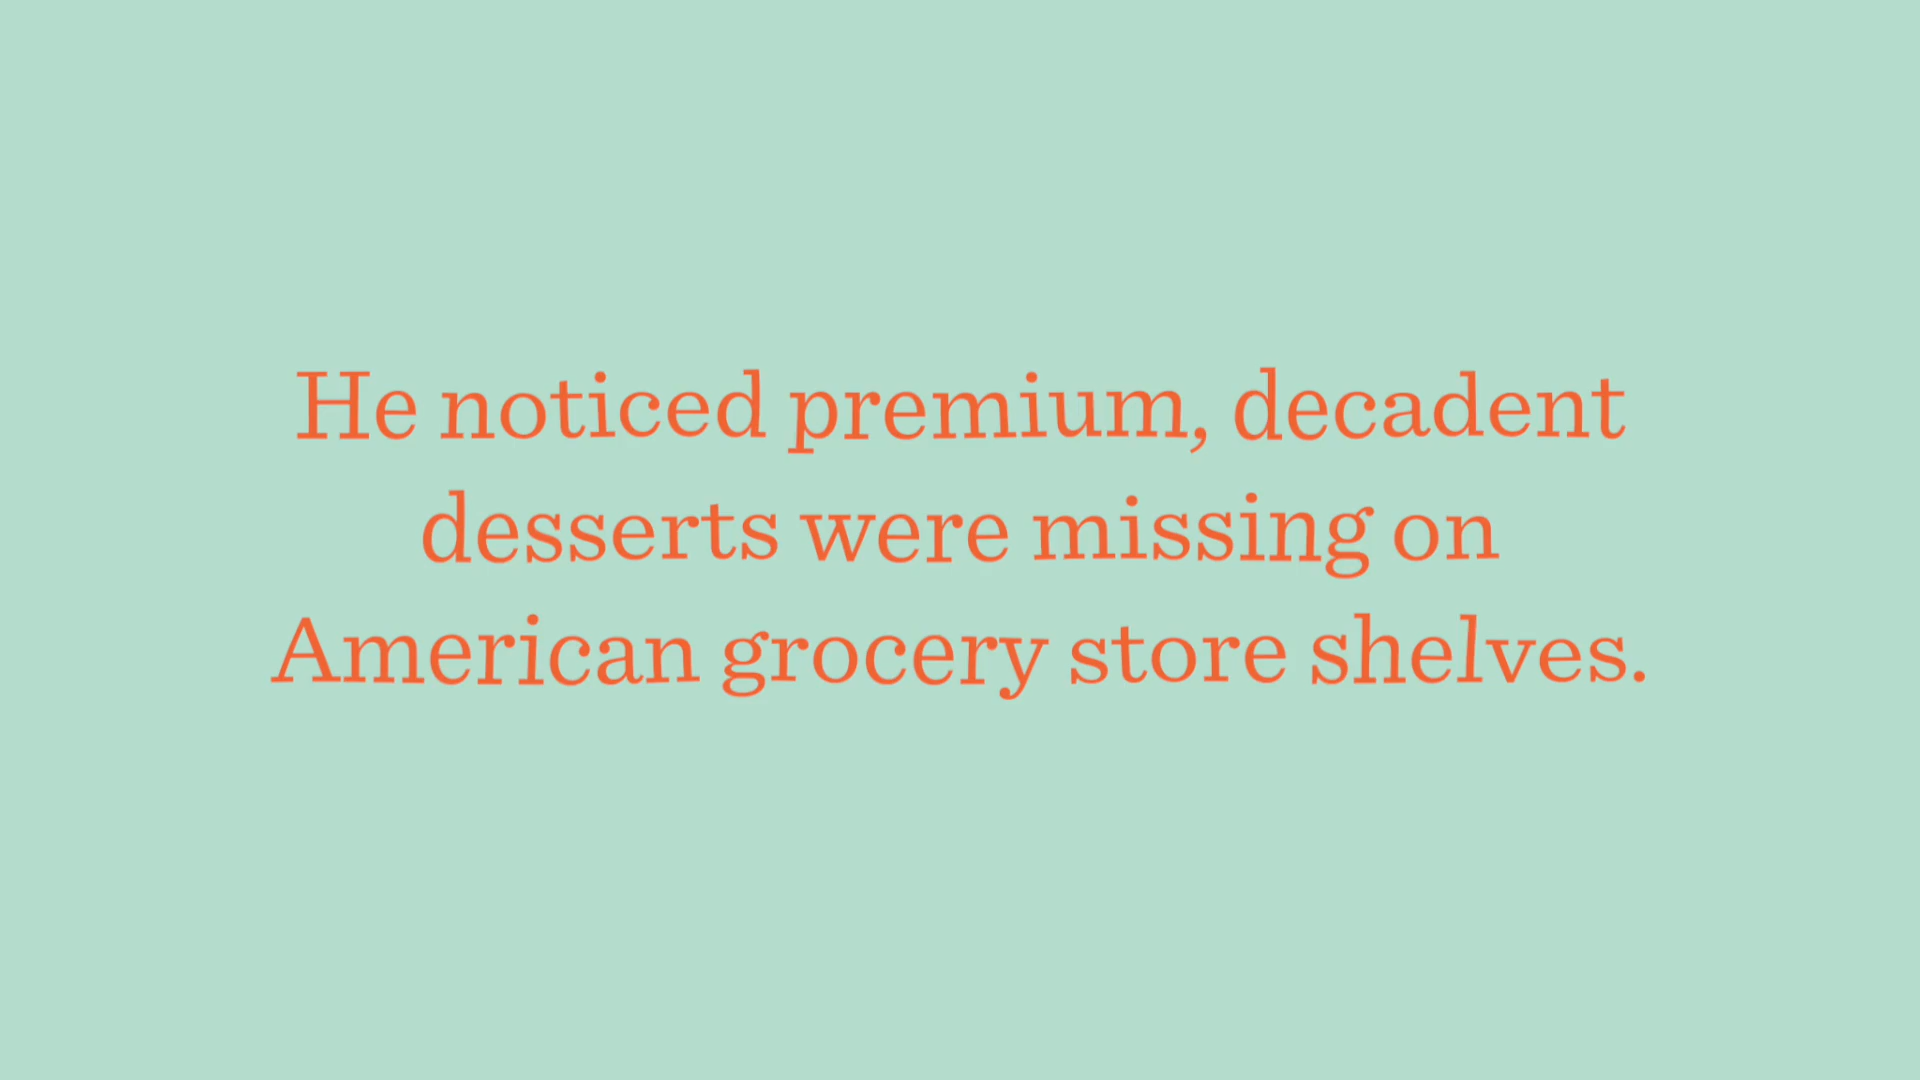 He noticed premium, decadent
desserts were missing on
American grocery store shelves.